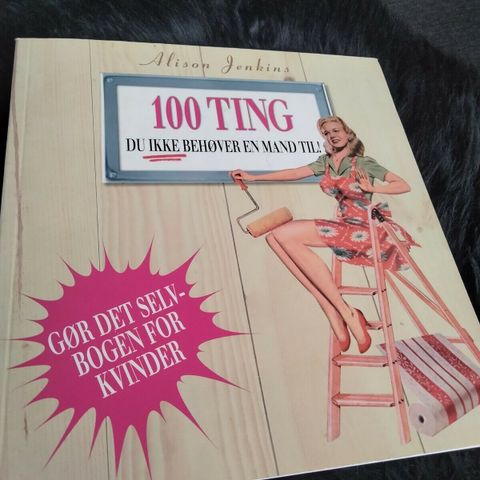 Alison Jenkins
100 TING
DU IKKE BEHØVER EN MAND TIL!
GØR DET SELV-
BOGEN FOR
KVINDER